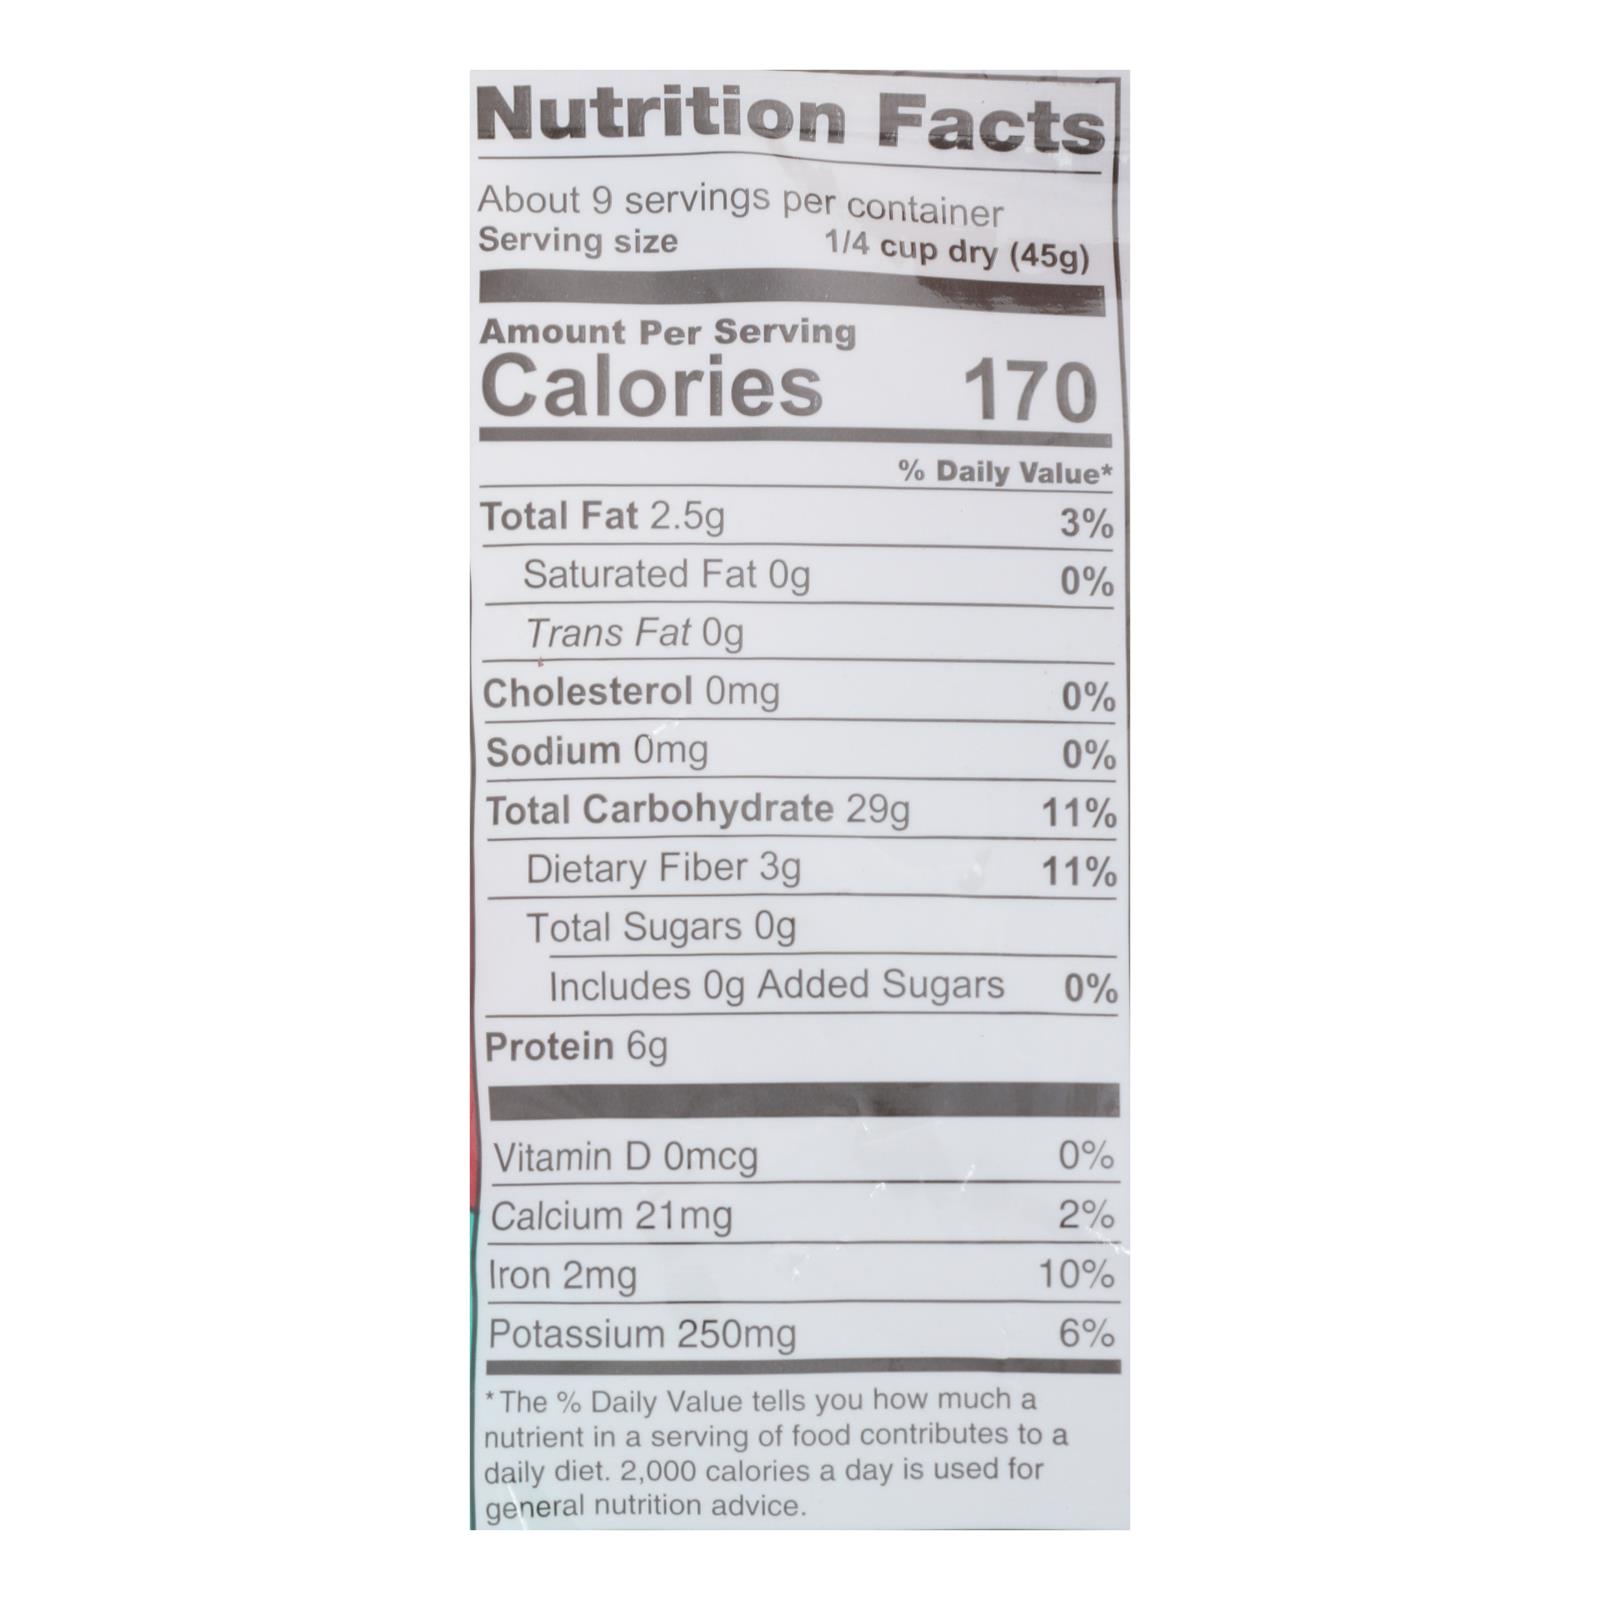 Nutrition Facts
About 9 servings per container
Serving size 1/4 cup dry (45g)
Amount Per Serving
Calories 170
% Daily Value*
Total Fat 2.5g 3%
Saturated Fat 0g 0%
Trans Fat 0g
Cholesterol 0mg 0%
Sodium 0mg 0%
Total Carbohydrate 29g 11%
Dietary Fiber 3g 11%
Total Sugars 0g
Includes 0g Added Sugars 0%
Protein 6g
Vitamin D 0mcg 0%
Calcium 21mg 2%
Iron 2mg 10%
Potassium 250mg 6%
* The % Daily Value tells you how much a
nutrient in a serving of food contributes to a
daily diet. 2,000 calories a day is used for
general nutrition advice.